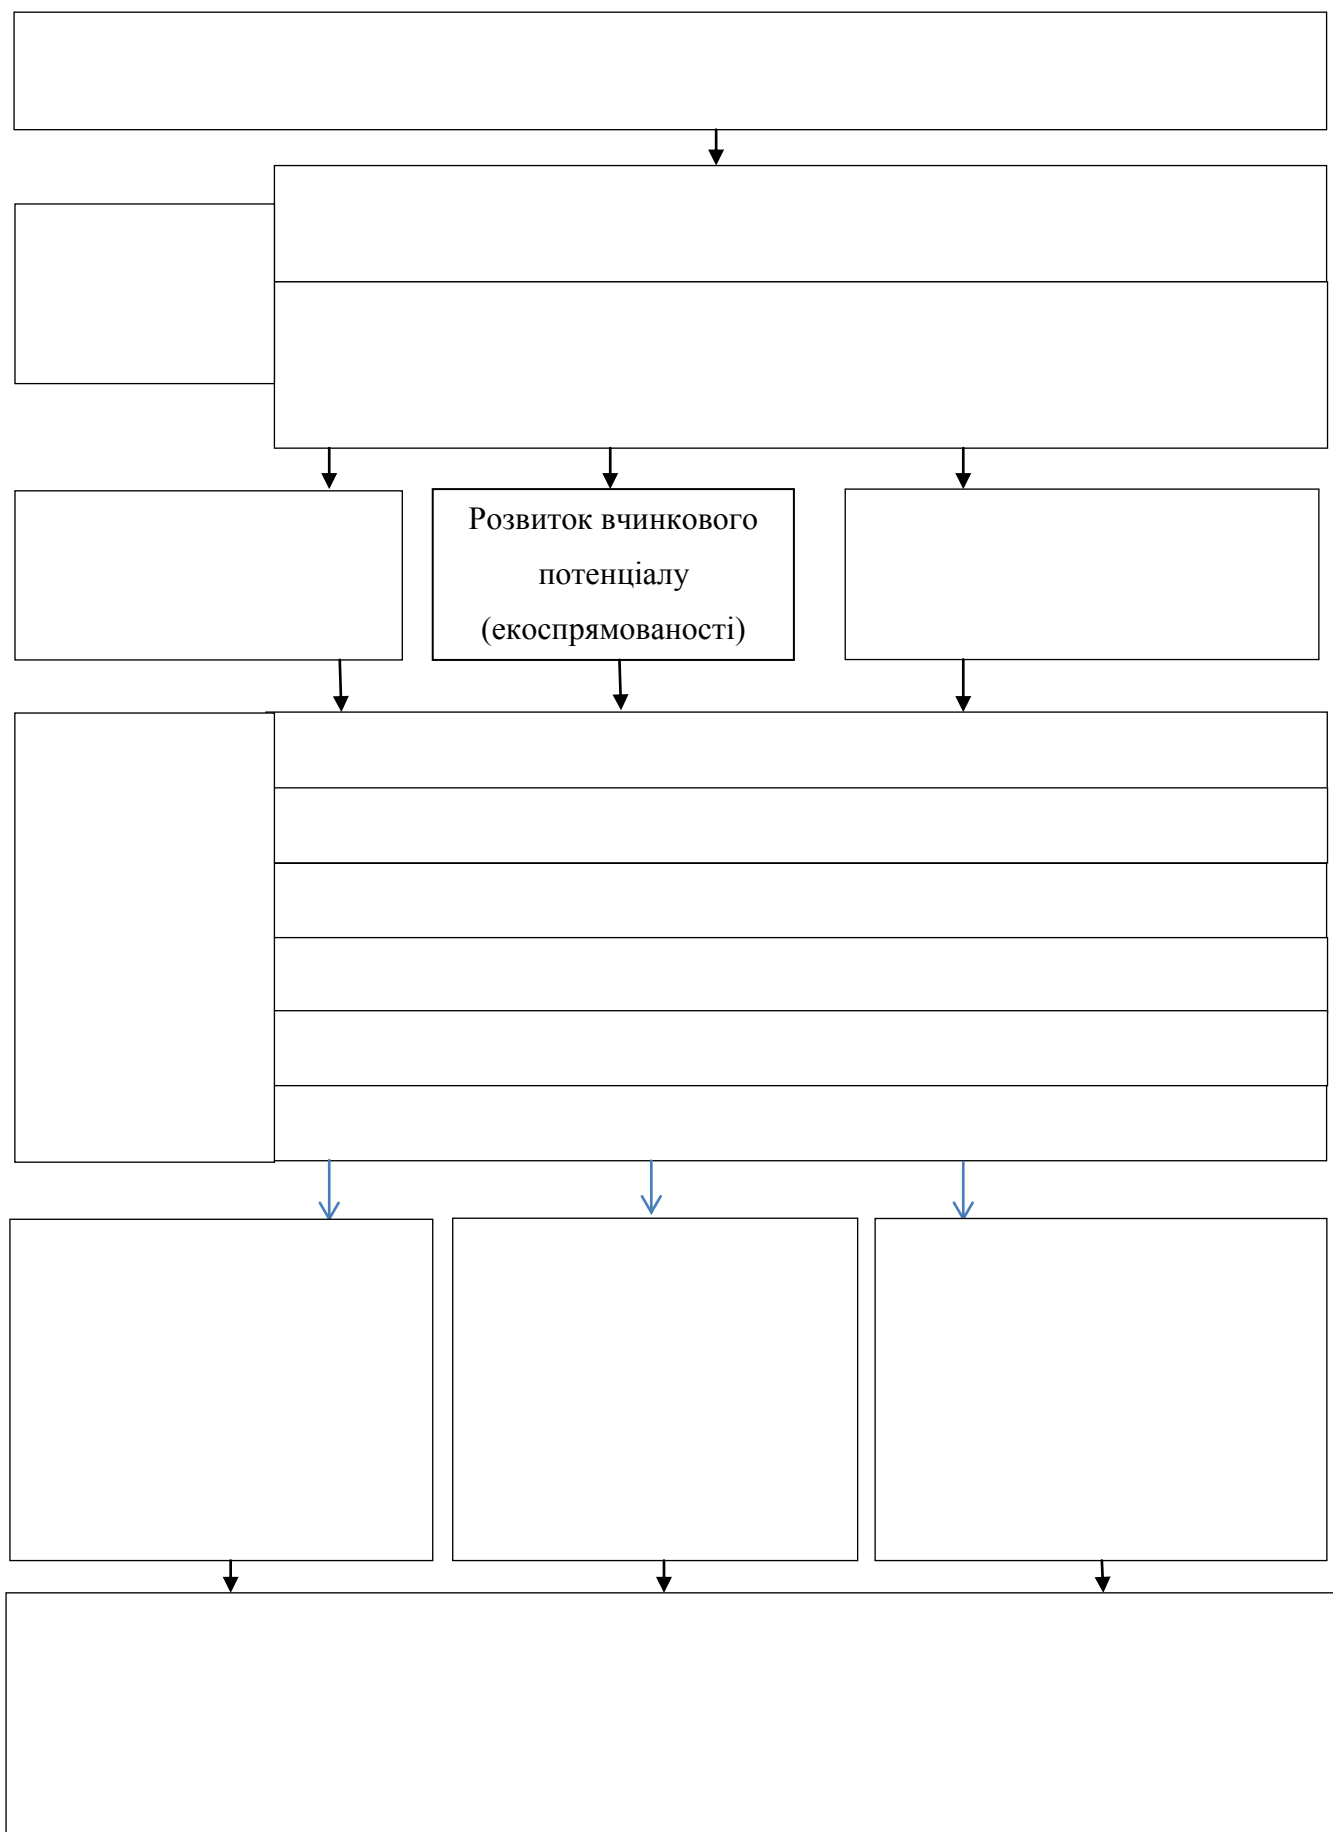 Розвиток вчинкового
потенціалу
(екоспрямованості)